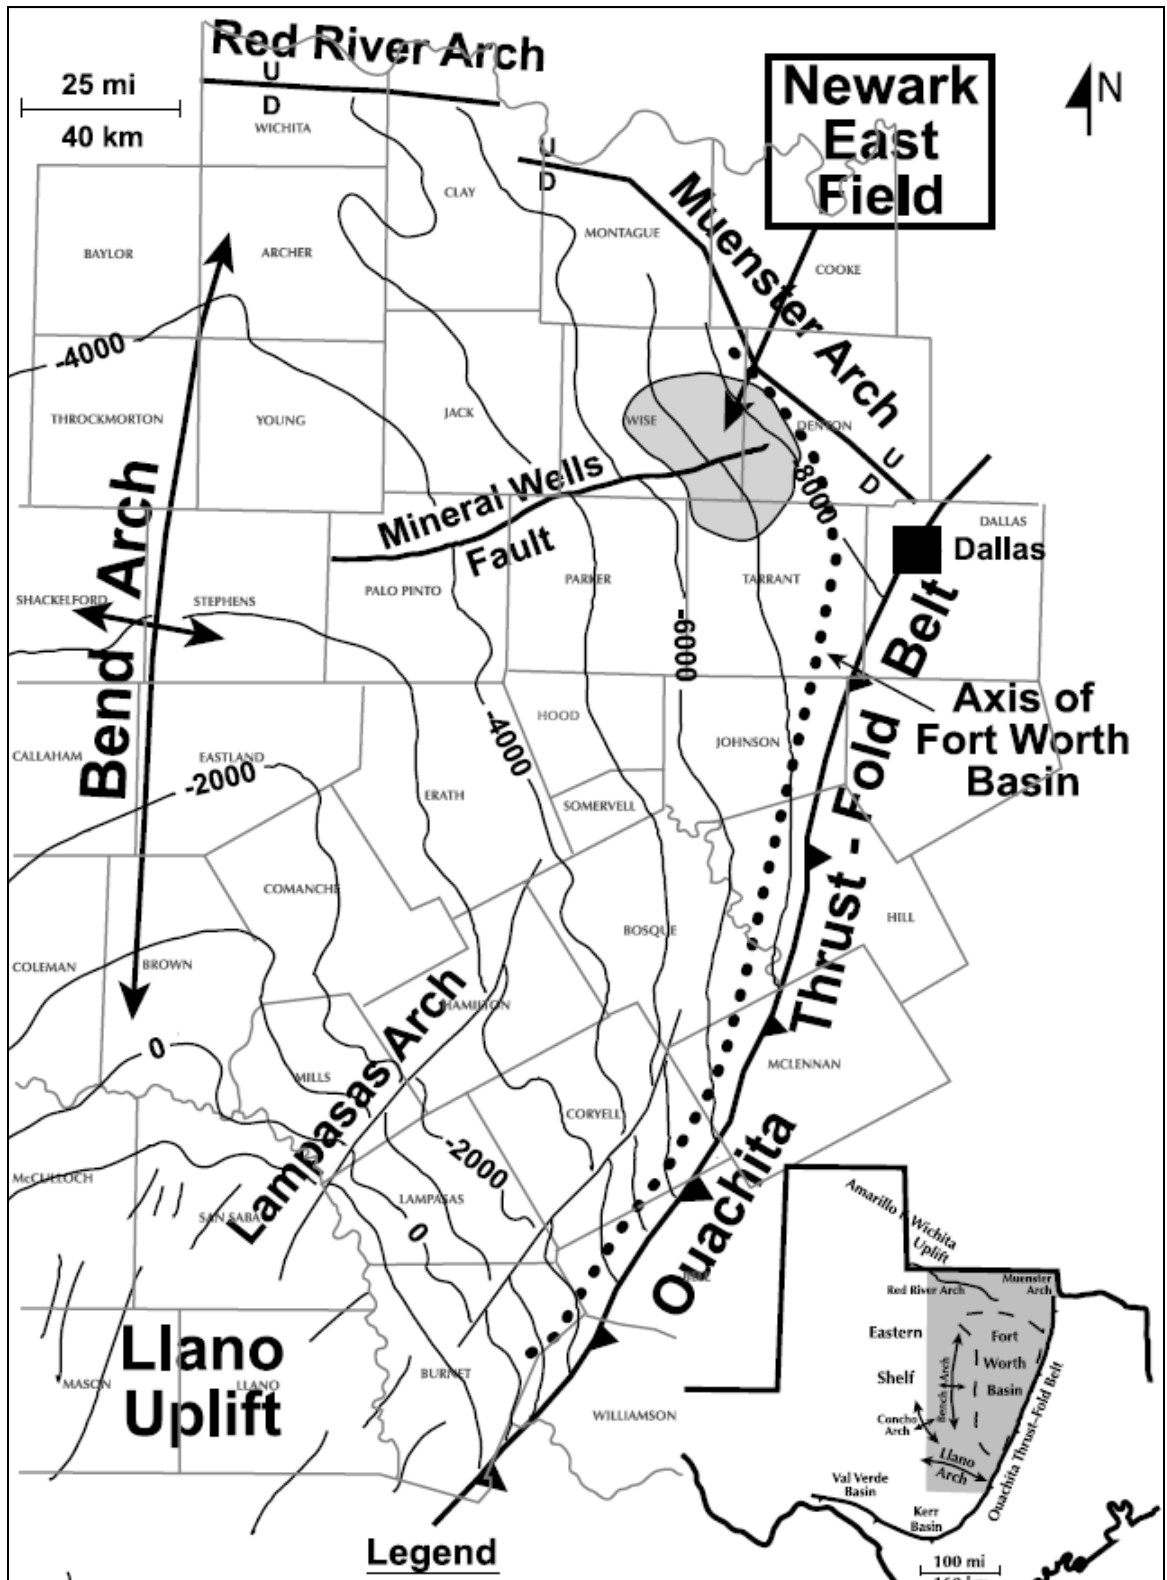 Red River Arch
25 mi
40 km
U
D
Newark
East
Field
N
WICHITA
CLAY
U
D
Muenster Arch
MONTAGUE
BAYLOR
ARCHER
COOKE
-4000
THROCKMORTON
YOUNG
JACK
WISE
DENTON
U
D
-8000
Mineral Wells
Fault
DALLAS
Dallas
Bend Arch
SHACKELFORD
STEPHENS
PALO PINTO
PARKER
TARRANT
-6000
Axis of
Fort Worth
Basin
CALLAHAM
EASTLAND
-2000
ERATH
-4000
HOOD
SOMERVELL
JOHNSON
Ouachita Thrust - Fold Belt
COMANCHE
BOSQUE
HILL
COLEMAN
BROWN
HAMILTON
Lampasas Arch
0
MILLS
CORYELL
MCLENNAN
McCULLOCH
SAN SABA
LAMPASAS
-2000
0
BELL
Llano
Uplift
MASON
LLANO
BURNET
WILLIAMSON
Legend
Amarillo - Wichita
Uplift
Red River Arch
Muenster
Arch
Eastern
Shelf
Fort
Worth
Basin
Bench Arch
Concho
Arch
Llano
Arch
Ouachita Thrust-Fold Belt
Val Verde
Basin
Kerr
Basin
100 mi